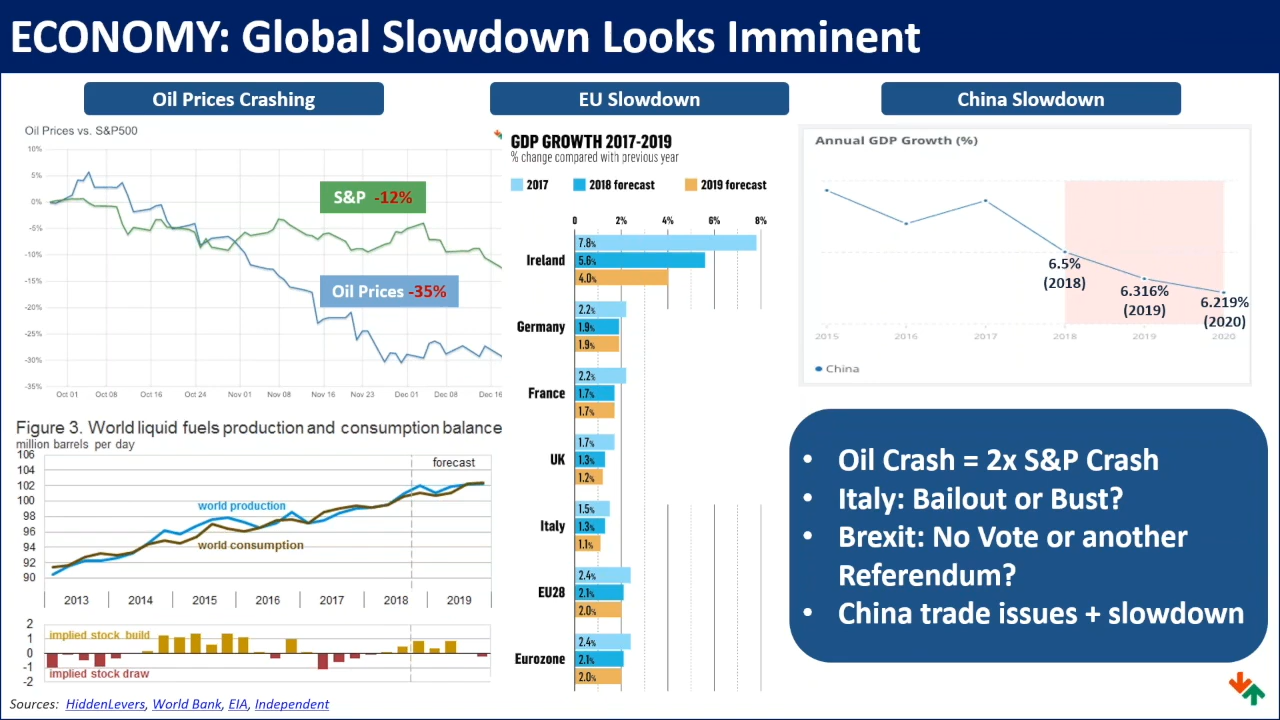 ECONOMY: Global Slowdown Looks Imminent
Oil Prices Crashing
Oil Prices vs. S&P500
10%
5%
0%
-5%
-10%
-15%
-20%
-25%
-30%
-35%
S&P -12%
Oil Prices -35%
Oct 01 Oct 08 Oct 16 Oct 24 Nov 01 Nov 08 Nov 16 Nov 23 Dec 01 Dec 08 Dec 16
Figure 3. World liquid fuels production and consumption balance
million barrels per day
106
104
102
100
98
96
94
92
90
forecast
world production
world consumption
2013 2014 2015 2016 2017 2018 2019
2
1
0
-1
-2
implied stock build
implied stock draw
EU Slowdown
GDP GROWTH 2017-2019
% change compared with previous year
2017 2018 forecast 2019 forecast
0 2% 4% 6% 8%
Ireland
7.8%
5.6%
4.0%
Germany
2.2%
1.9%
1.9%
France
2.2%
1.7%
1.7%
UK
1.7%
1.3%
1.2%
Italy
1.5%
1.3%
1.1%
EU28
2.4%
2.1%
2.0%
Eurozone
2.4%
2.1%
2.0%
China Slowdown
Annual GDP Growth (%)
6.5%
(2018)
6.316%
(2019)
6.219%
(2020)
2015 2016 2017 2018 2019 2020
China
• Oil Crash = 2x S&P Crash
• Italy: Bailout or Bust?
• Brexit: No Vote or another
Referendum?
• China trade issues + slowdown
Sources: HiddenLevers, World Bank, EIA, Independent